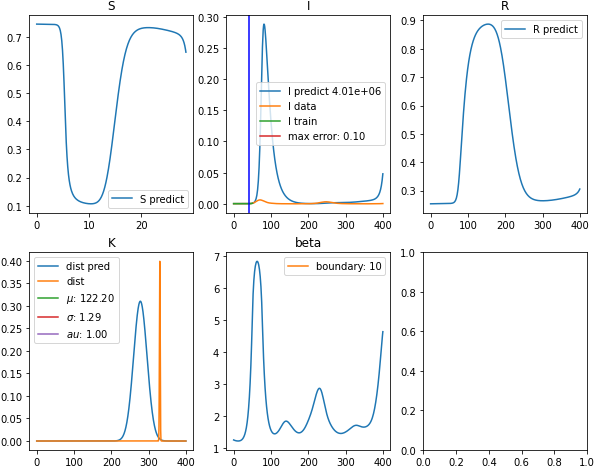 S
0.7
0.6
0.5
0.4
0.3
0.2
0.1
0 10 20
S predict
I
0.30
0.25
0.20
0.15
0.10
0.05
0.00
0 100 200 300 400
I predict 4.01e+06
I data
I train
max error: 0.10
R
0.9
0.8
0.7
0.6
0.5
0.4
0.3
0 100 200 300 400
R predict
K
0.40
0.35
0.30
0.25
0.20
0.15
0.10
0.05
0.00
0 100 200 300 400
dist pred
dist
μ: 122.20
σ: 1.29
au: 1.00
beta
7
6
5
4
3
2
1
0 100 200 300 400
boundary: 10
1.0
0.8
0.6
0.4
0.2
0.0
0.0 0.2 0.4 0.6 0.8 1.0